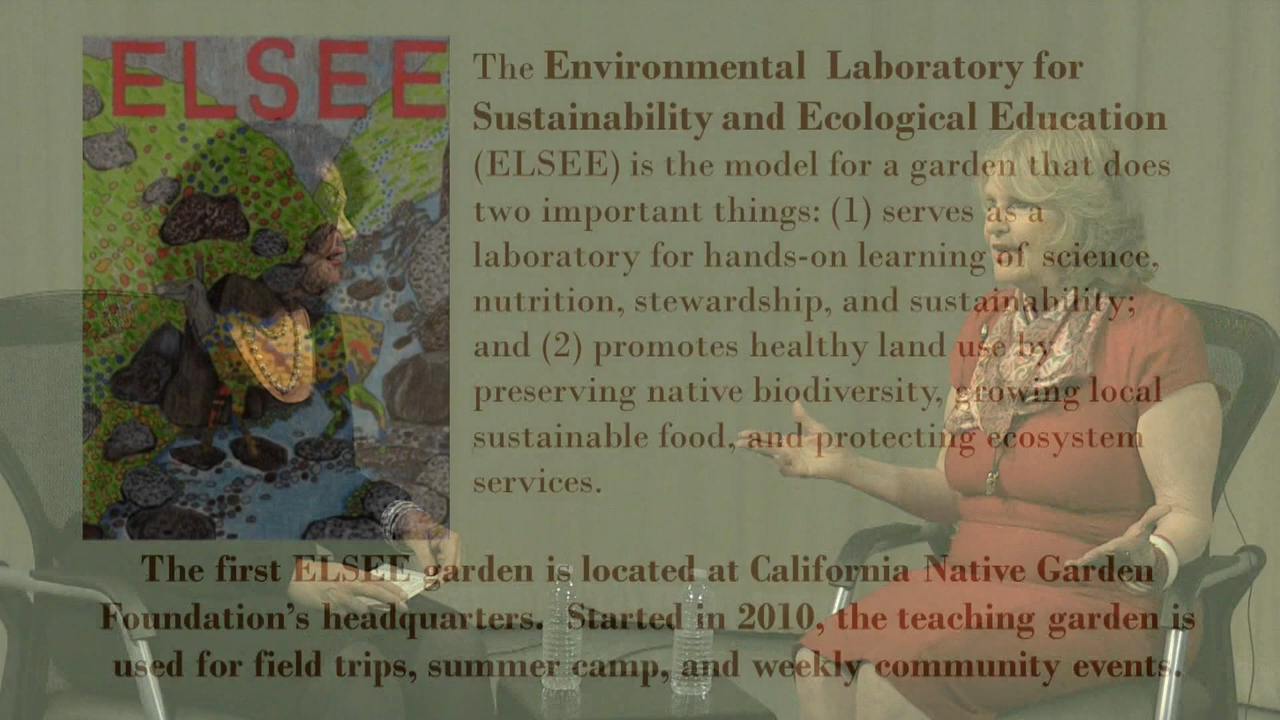 ELSEE
The Environmental Laboratory for
Sustainability and Ecological Education
(ELSEE) is the model for a garden that does
two important things: (1) serves as a
laboratory for hands-on learning of science,
nutrition, stewardship, and sustainability;
and (2) promotes healthy land use by
preserving native biodiversity, growing local
sustainable food, and protecting ecosystem
services.
The first ELSEE garden is located at California Native Garden
Foundation’s headquarters. Started in 2010, the teaching garden is
used for field trips, summer camp, and weekly community events.